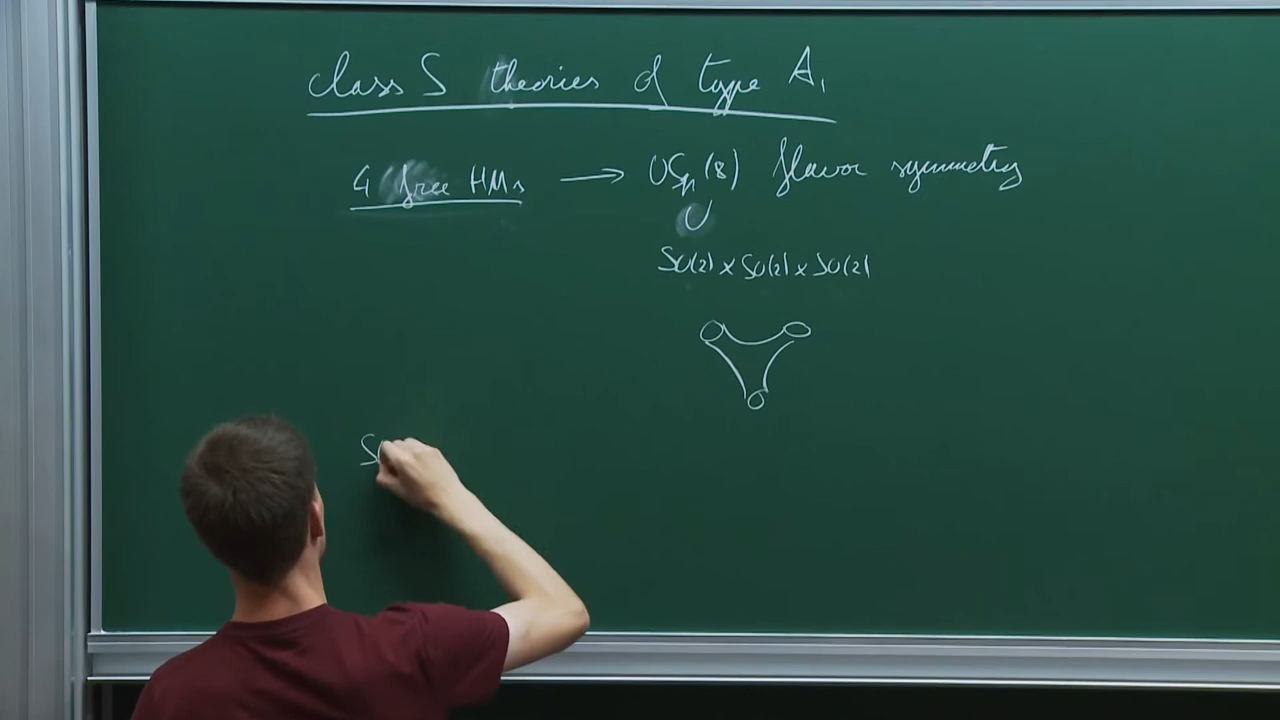 class S theories of type A₁
4 free HMs → USp(8) flavor symmetry
∪
SU(2) × SU(2) × SU(2)
S